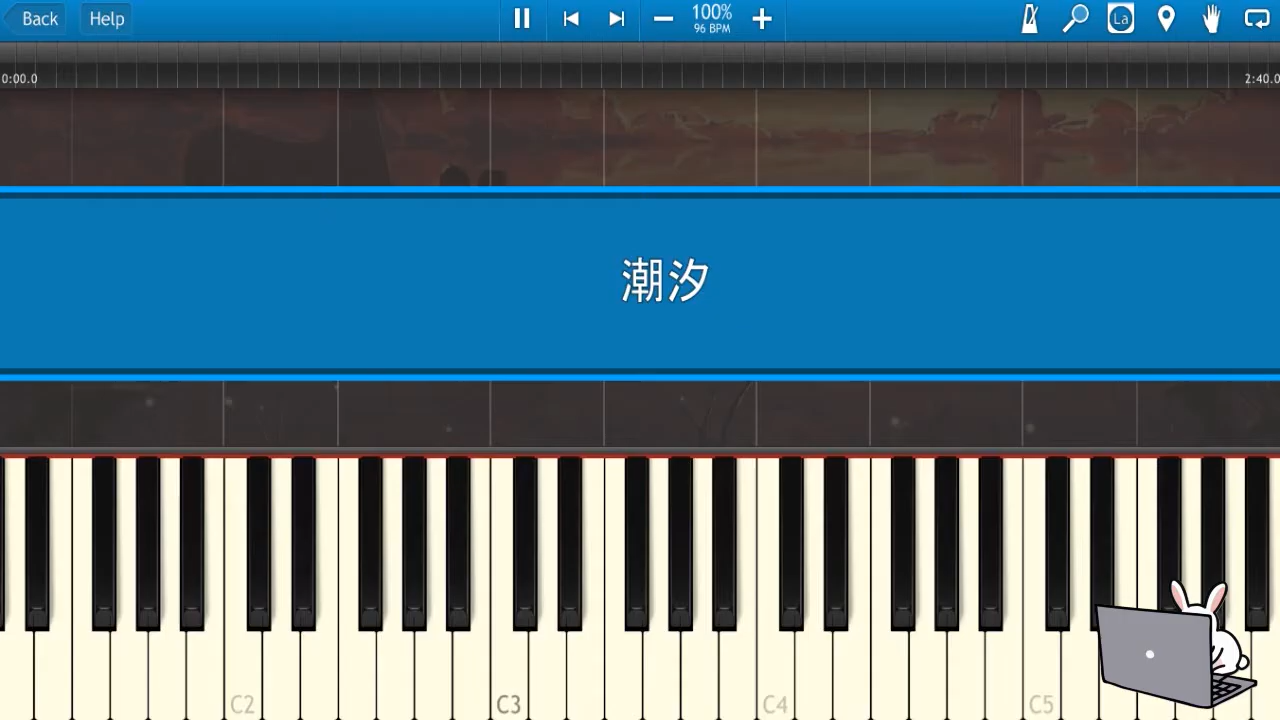 Back Help 100%
96 BPM
La
0:00.0 2:40.0
潮汐
C2 C3 C4 C5